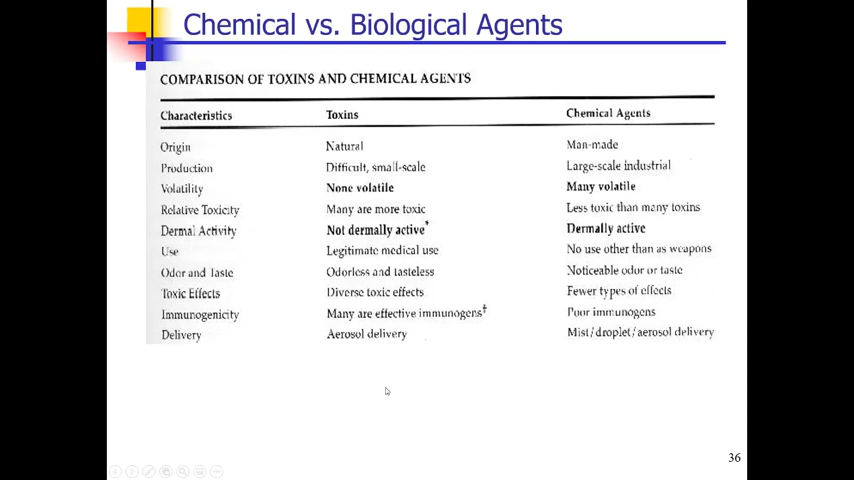 Chemical vs. Biological Agents
COMPARISON OF TOXINS AND CHEMICAL AGENTS
Characteristics Toxins Chemical Agents
Origin Natural Man-made
Production Difficult, small-scale Large-scale industrial
Volatility None volatile Many volatile
Relative Toxicity Many are more toxic Less toxic than many toxins
Dermal Activity Not dermally active* Dermally active
Use Legitimate medical use No use other than as weapons
Odor and Taste Odorless and tasteless Noticeable odor or taste
Toxic Effects Diverse toxic effects Fewer types of effects
Immunogenicity Many are effective immunogens‡ Poor immunogens
Delivery Aerosol delivery Mist/droplet/aerosol delivery
36